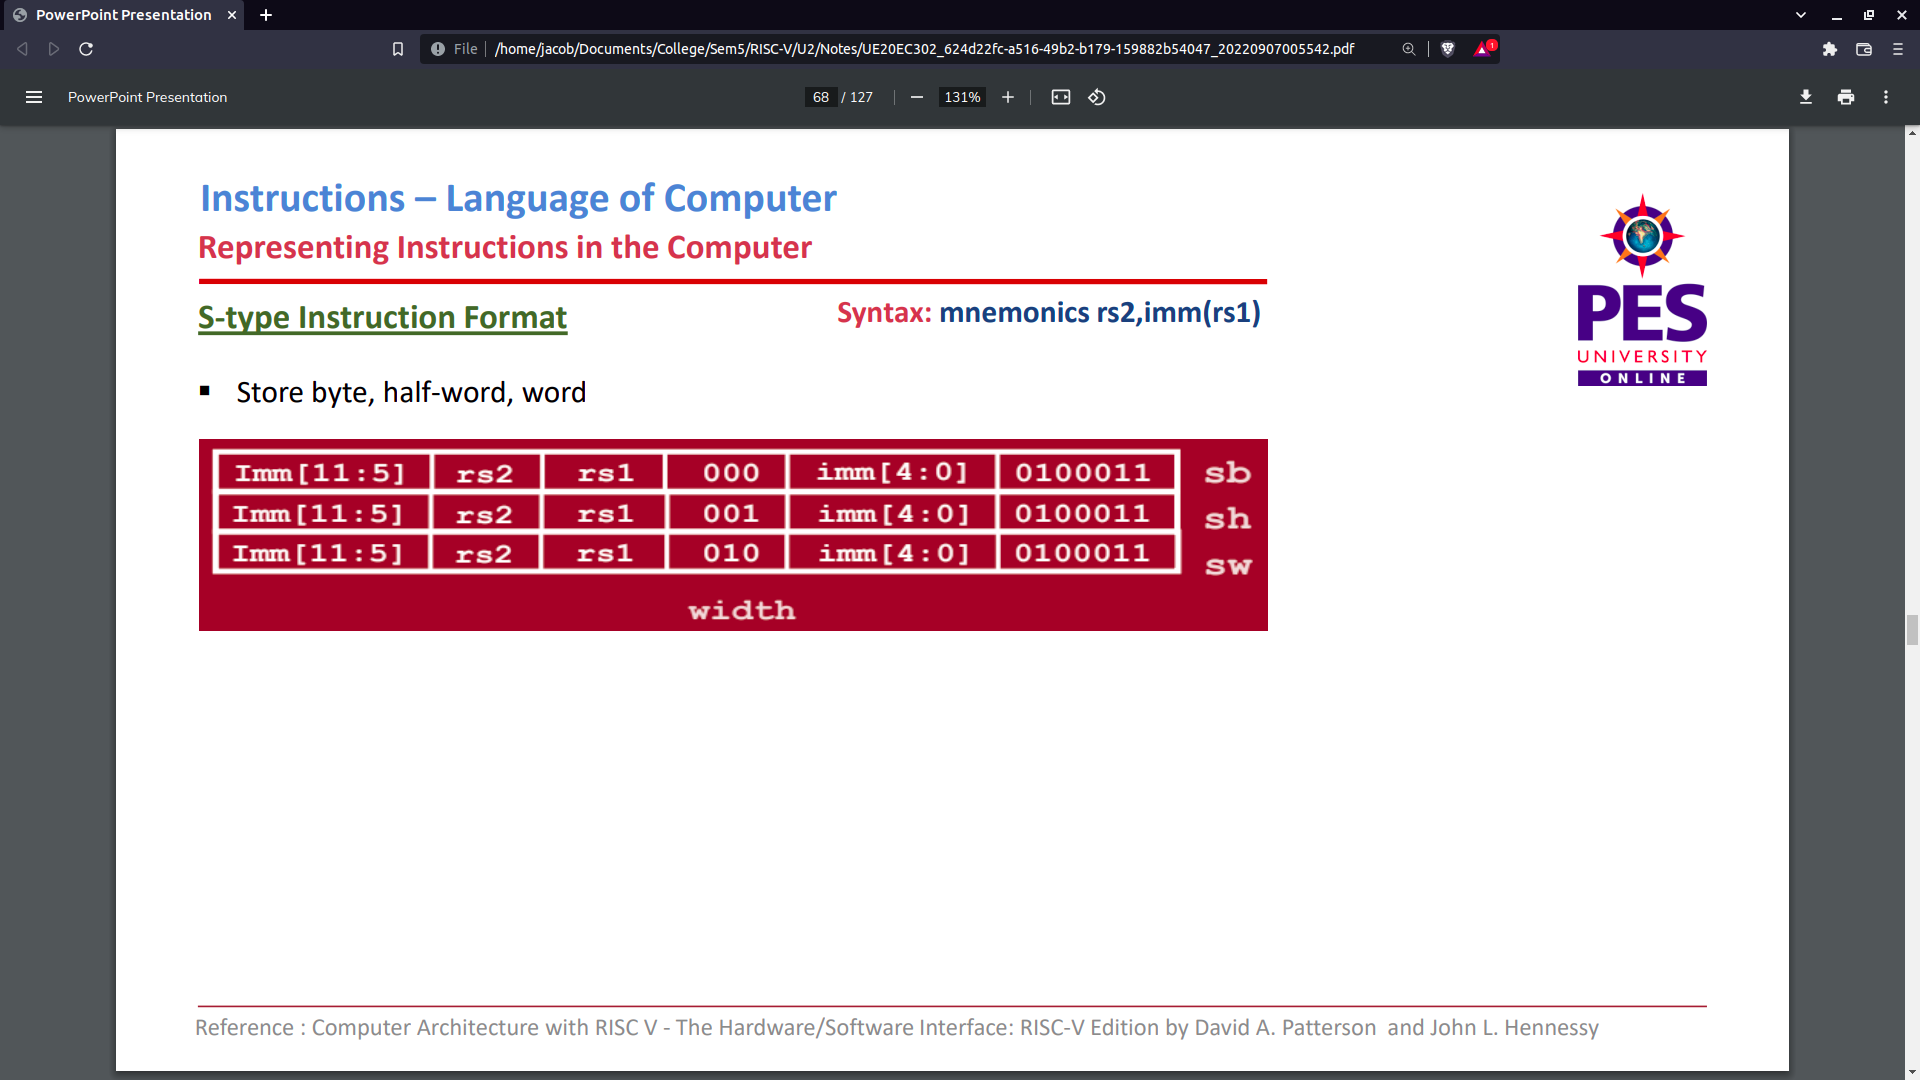 PowerPoint Presentation
File
/home/jacob/Documents/College/Sem5/RISC-V/U2/Notes/UE20EC302_624d22fc-a516-49b2-b179-159882b54047_20220907005542.pdf
1
PowerPoint Presentation
68 / 127
131%
Instructions – Language of Computer
Representing Instructions in the Computer
S-type Instruction Format
Syntax: mnemonics rs2,imm(rs1)
PES
UNIVERSITY
ONLINE
▪ Store byte, half-word, word
Imm[11:5] rs2 rs1 000 imm[4:0] 0100011 sb
Imm[11:5] rs2 rs1 001 imm[4:0] 0100011 sh
Imm[11:5] rs2 rs1 010 imm[4:0] 0100011 sw
width
Reference : Computer Architecture with RISC V - The Hardware/Software Interface: RISC-V Edition by David A. Patterson and John L. Hennessy